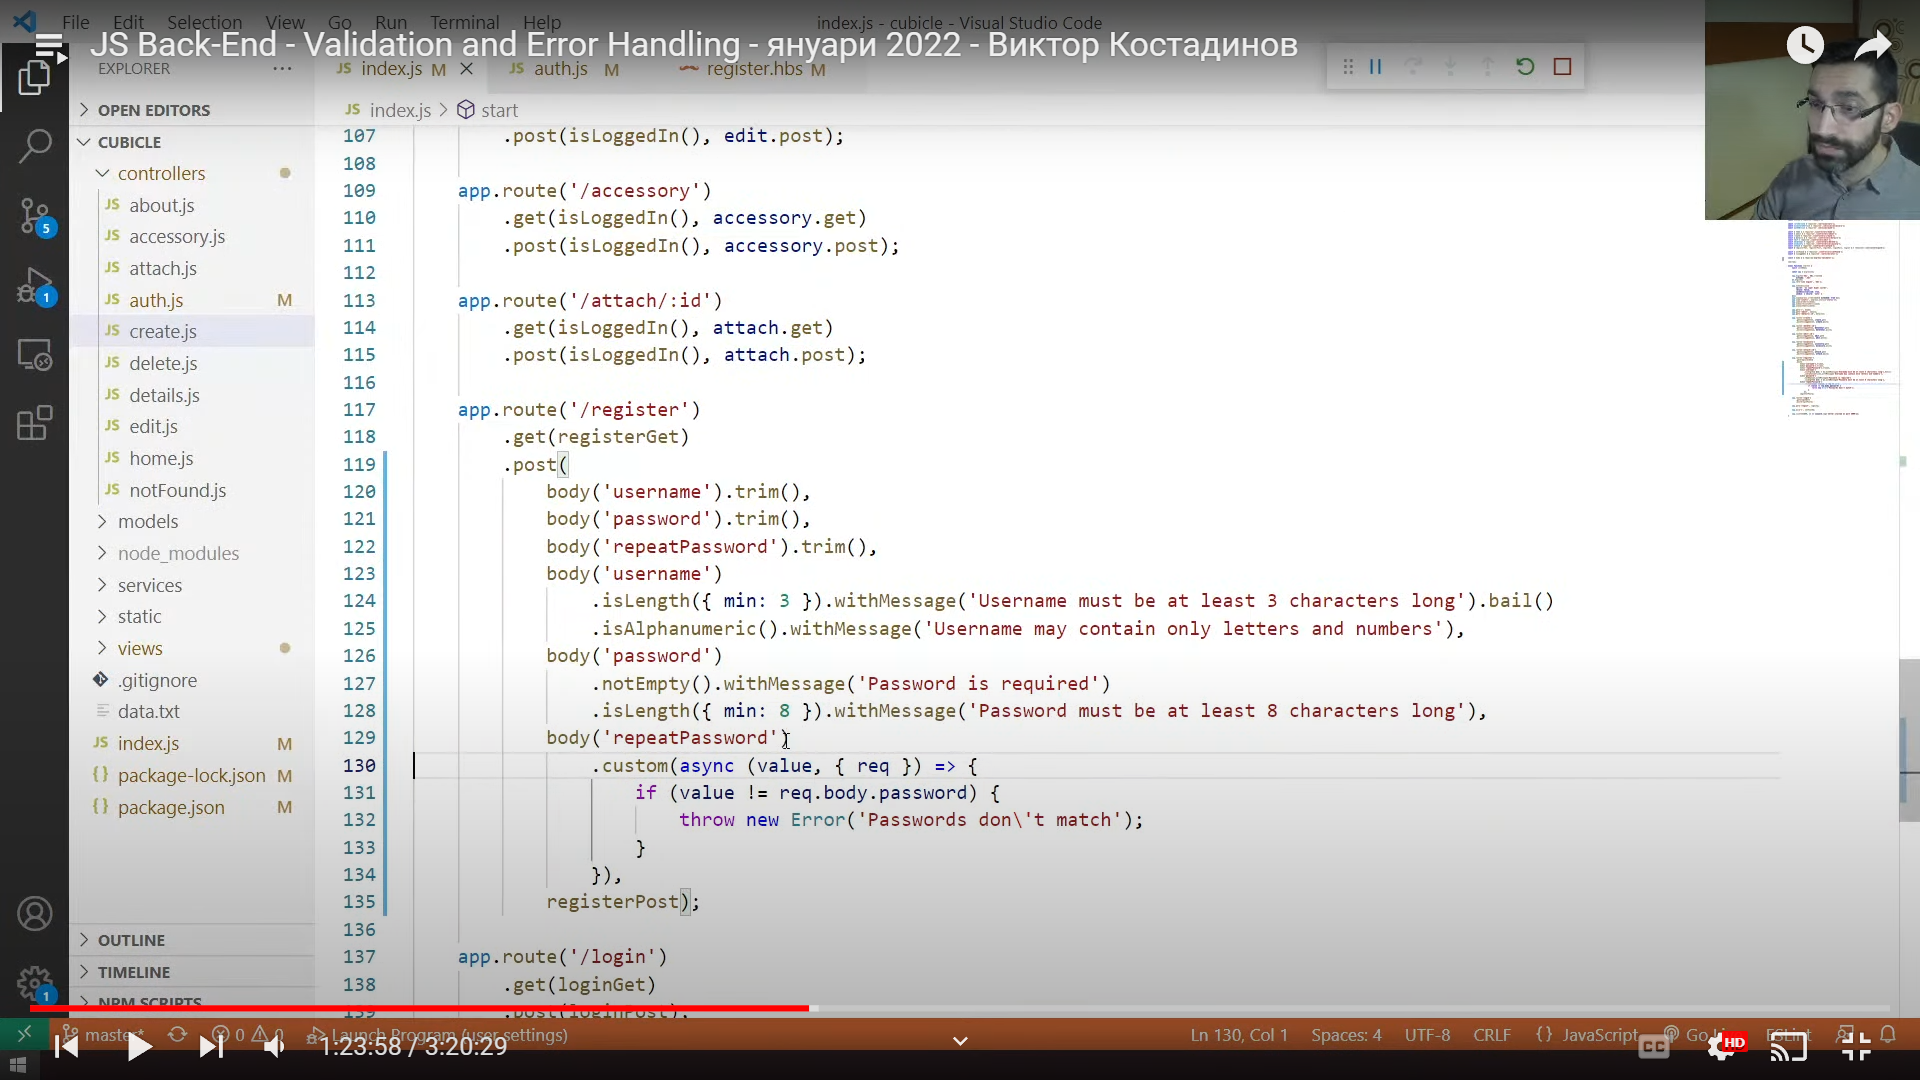 File Edit Selection View Go Run Terminal Help
index.js - cubicle - Visual Studio Code
JS Back-End - Validation and Error Handling - януари 2022 - Виктор Костадинов
EXPLORER ...
JS index.js M
JS auth.js M
register.hbs M
OPEN EDITORS
CUBICLE
controllers
JS about.js
JS accessory.js
JS attach.js
JS auth.js M
JS create.js
JS delete.js
JS details.js
JS edit.js
JS home.js
JS notFound.js
models
node_modules
services
static
views
.gitignore
data.txt
JS index.js M
{} package-lock.json M
{} package.json M
OUTLINE
TIMELINE
NPM SCRIPTS
5
1
1
JS index.js > start
107 .post(isLoggedIn(), edit.post);
108
109 app.route('/accessory')
110 .get(isLoggedIn(), accessory.get)
111 .post(isLoggedIn(), accessory.post);
112
113 app.route('/attach/:id')
114 .get(isLoggedIn(), attach.get)
115 .post(isLoggedIn(), attach.post);
116
117 app.route('/register')
118 .get(registerGet)
119 .post(
120 body('username').trim(),
121 body('password').trim(),
122 body('repeatPassword').trim(),
123 body('username')
124 .isLength({ min: 3 }).withMessage('Username must be at least 3 characters long').bail()
125 .isAlphanumeric().withMessage('Username may contain only letters and numbers'),
126 body('password')
127 .notEmpty().withMessage('Password is required')
128 .isLength({ min: 8 }).withMessage('Password must be at least 8 characters long'),
129 body('repeatPassword')
130 .custom(async (value, { req }) => {
131 if (value != req.body.password) {
132 throw new Error('Passwords don\'t match');
133 }
134 }),
135 registerPost);
136
137 app.route('/login')
138 .get(loginGet)
139 .post(loginPost);
master* 0 0 Launch Program (user settings)
Ln 130, Col 1 Spaces: 4 UTF-8 CRLF {} JavaScript ESLint
1:23:58 / 3:20:29
CC HD